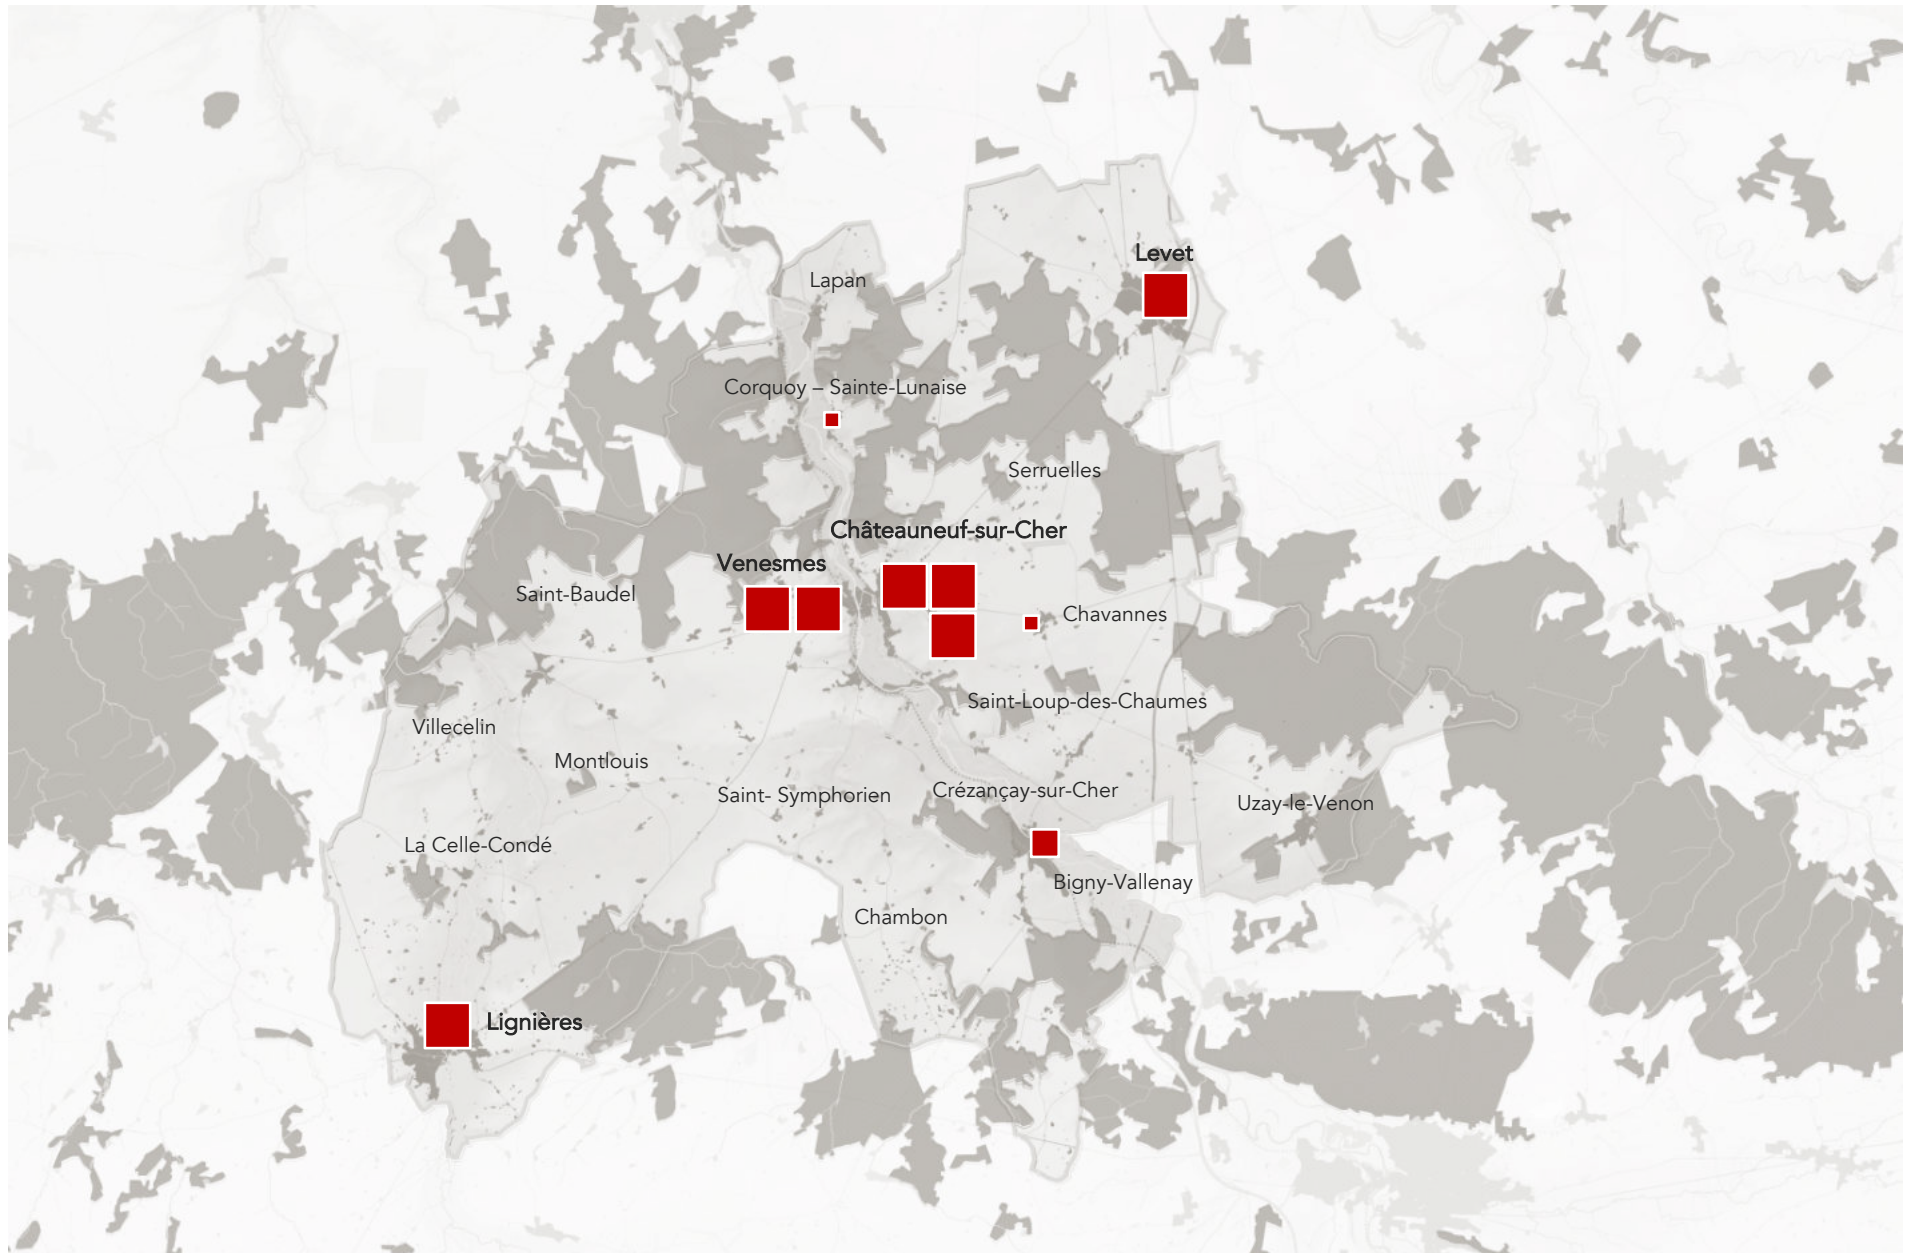 Levet
Lapan
Corquoy – Sainte-Lunaise
Serruelles
Châteauneuf-sur-Cher
Venesmes
Saint-Baudel
Chavannes
Saint-Loup-des-Chaumes
Villecelin
Montlouis
Crézançay-sur-Cher
Saint- Symphorien
Uzay-le-Venon
La Celle-Condé
Bigny-Vallenay
Chambon
Lignières